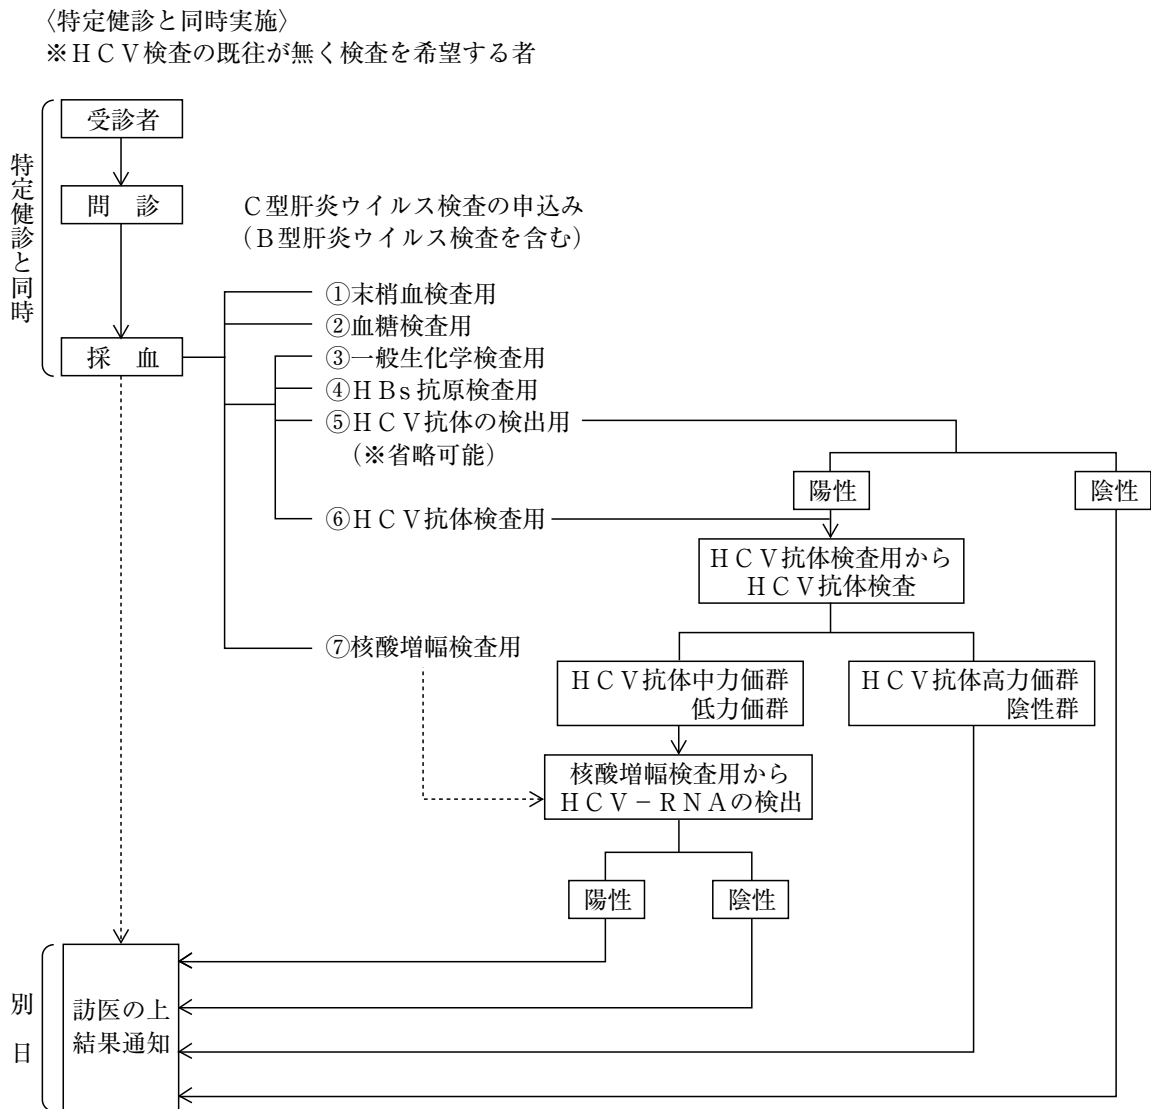 〈特定健診と同時実施〉
※ＨＣＶ検査の既往が無く検査を希望する者
特定健診と同時
受診者
問　診
Ｃ型肝炎ウイルス検査の申込み
（Ｂ型肝炎ウイルス検査を含む）
採　血
①末梢血検査用
②血糖検査用
③一般生化学検査用
④ＨＢs抗原検査用
⑤ＨＣＶ抗体の検出用
（※省略可能）
陽性
陰性
⑥ＨＣＶ抗体検査用
ＨＣＶ抗体検査用から
ＨＣＶ抗体検査
⑦核酸増幅検査用
ＨＣＶ抗体中力価群
低力価群
ＨＣＶ抗体高力価群
陰性群
核酸増幅検査用から
ＨＣＶ－ＲＮＡの検出
陽性
陰性
別日
訪医の上
結果通知